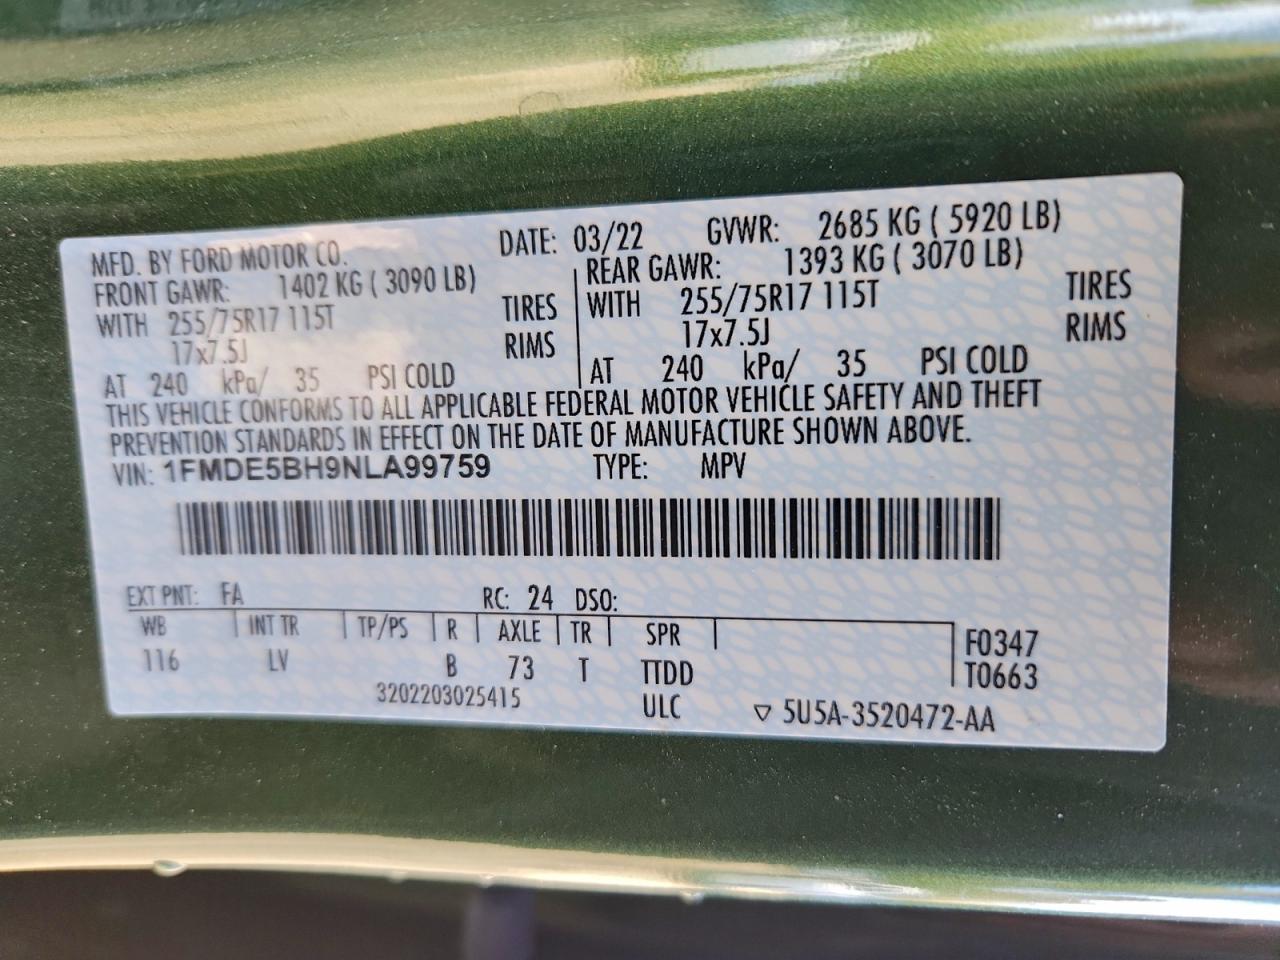 MFD. BY FORD MOTOR CO. DATE: 03/22 GVWR: 2685 KG ( 5920 LB)
FRONT GAWR: 1402 KG ( 3090 LB) REAR GAWR: 1393 KG ( 3070 LB)
WITH 255/75R17 115T TIRES WITH 255/75R17 115T TIRES
17x7.5J RIMS 17x7.5J RIMS
AT 240 kPa/ 35 PSI COLD AT 240 kPa/ 35 PSI COLD
THIS VEHICLE CONFORMS TO ALL APPLICABLE FEDERAL MOTOR VEHICLE SAFETY AND THEFT
PREVENTION STANDARDS IN EFFECT ON THE DATE OF MANUFACTURE SHOWN ABOVE.
VIN: 1FMDE5BH9NLA99759 TYPE: MPV
EXT PNT: FA RC: 24 DSO:
WB INT TR TP/PS R AXLE TR SPR F0347
116 LV B 73 T TTDD T0663
3202203025415 ULC ▽ 5U5A-3520472-AA